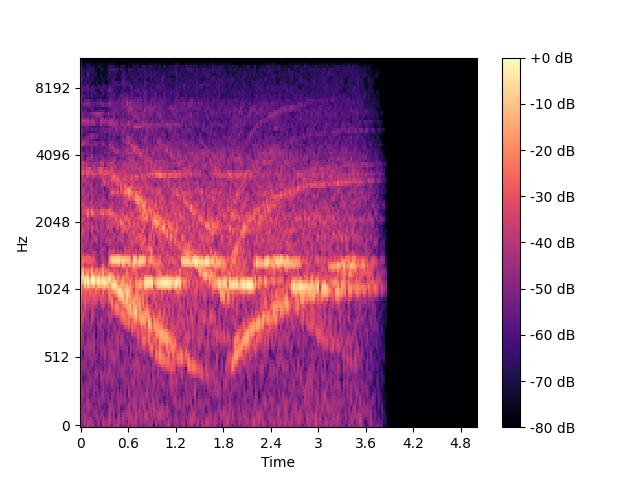 8192
4096
2048
1024
512
0
Hz
0 0.6 1.2 1.8 2.4 3 3.6 4.2 4.8
Time
+0 dB
-10 dB
-20 dB
-30 dB
-40 dB
-50 dB
-60 dB
-70 dB
-80 dB